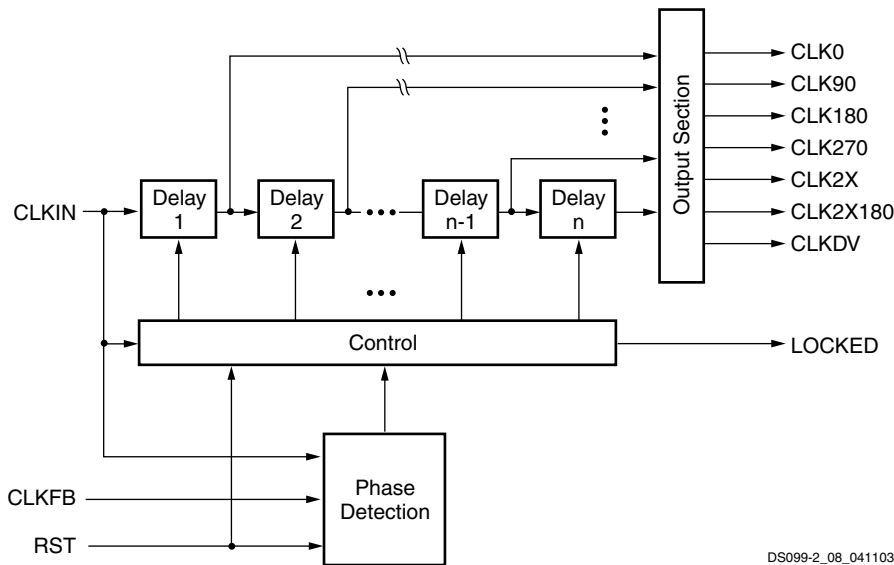 CLK0
CLK90
CLK180
CLK270
CLK2X
CLK2X180
CLKDV
Output Section
CLKIN
Delay
1
Delay
2
Delay
n-1
Delay
n
Control
LOCKED
Phase
Detection
CLKFB
RST
DS099-2_08_041103